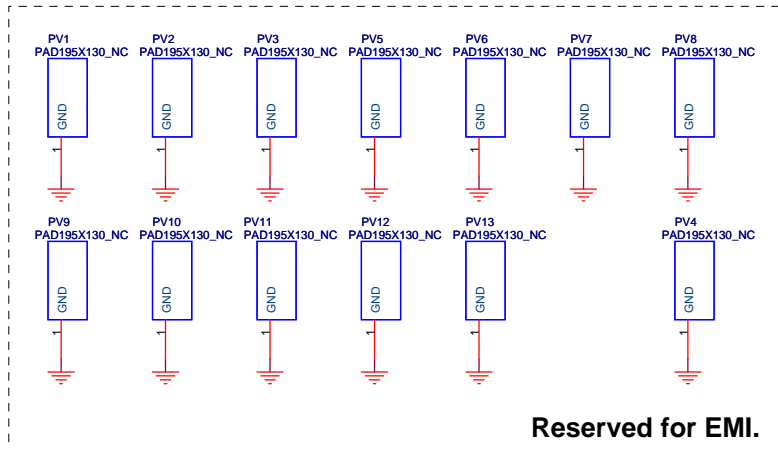 PV1 PV2 PV3 PV5 PV6 PV7 PV8
PAD195X130_NC PAD195X130_NC PAD195X130_NC PAD195X130_NC PAD195X130_NC PAD195X130_NC PAD195X130_NC
GND GND GND GND GND GND GND
1 1 1 1 1 1 1
PV9 PV10 PV11 PV12 PV13 PV4
PAD195X130_NC PAD195X130_NC PAD195X130_NC PAD195X130_NC PAD195X130_NC PAD195X130_NC
GND GND GND GND GND GND
1 1 1 1 1 1
Reserved for EMI.